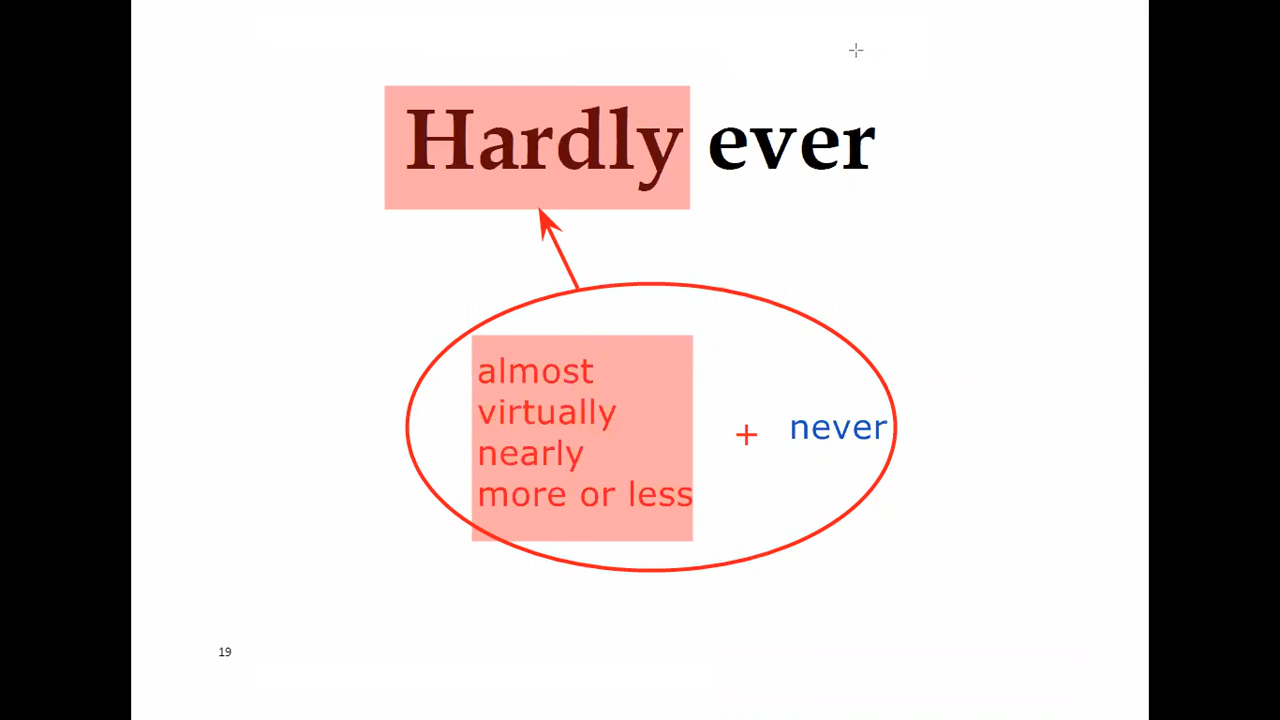 Hardly ever
almost
virtually
nearly
more or less
+ never
19